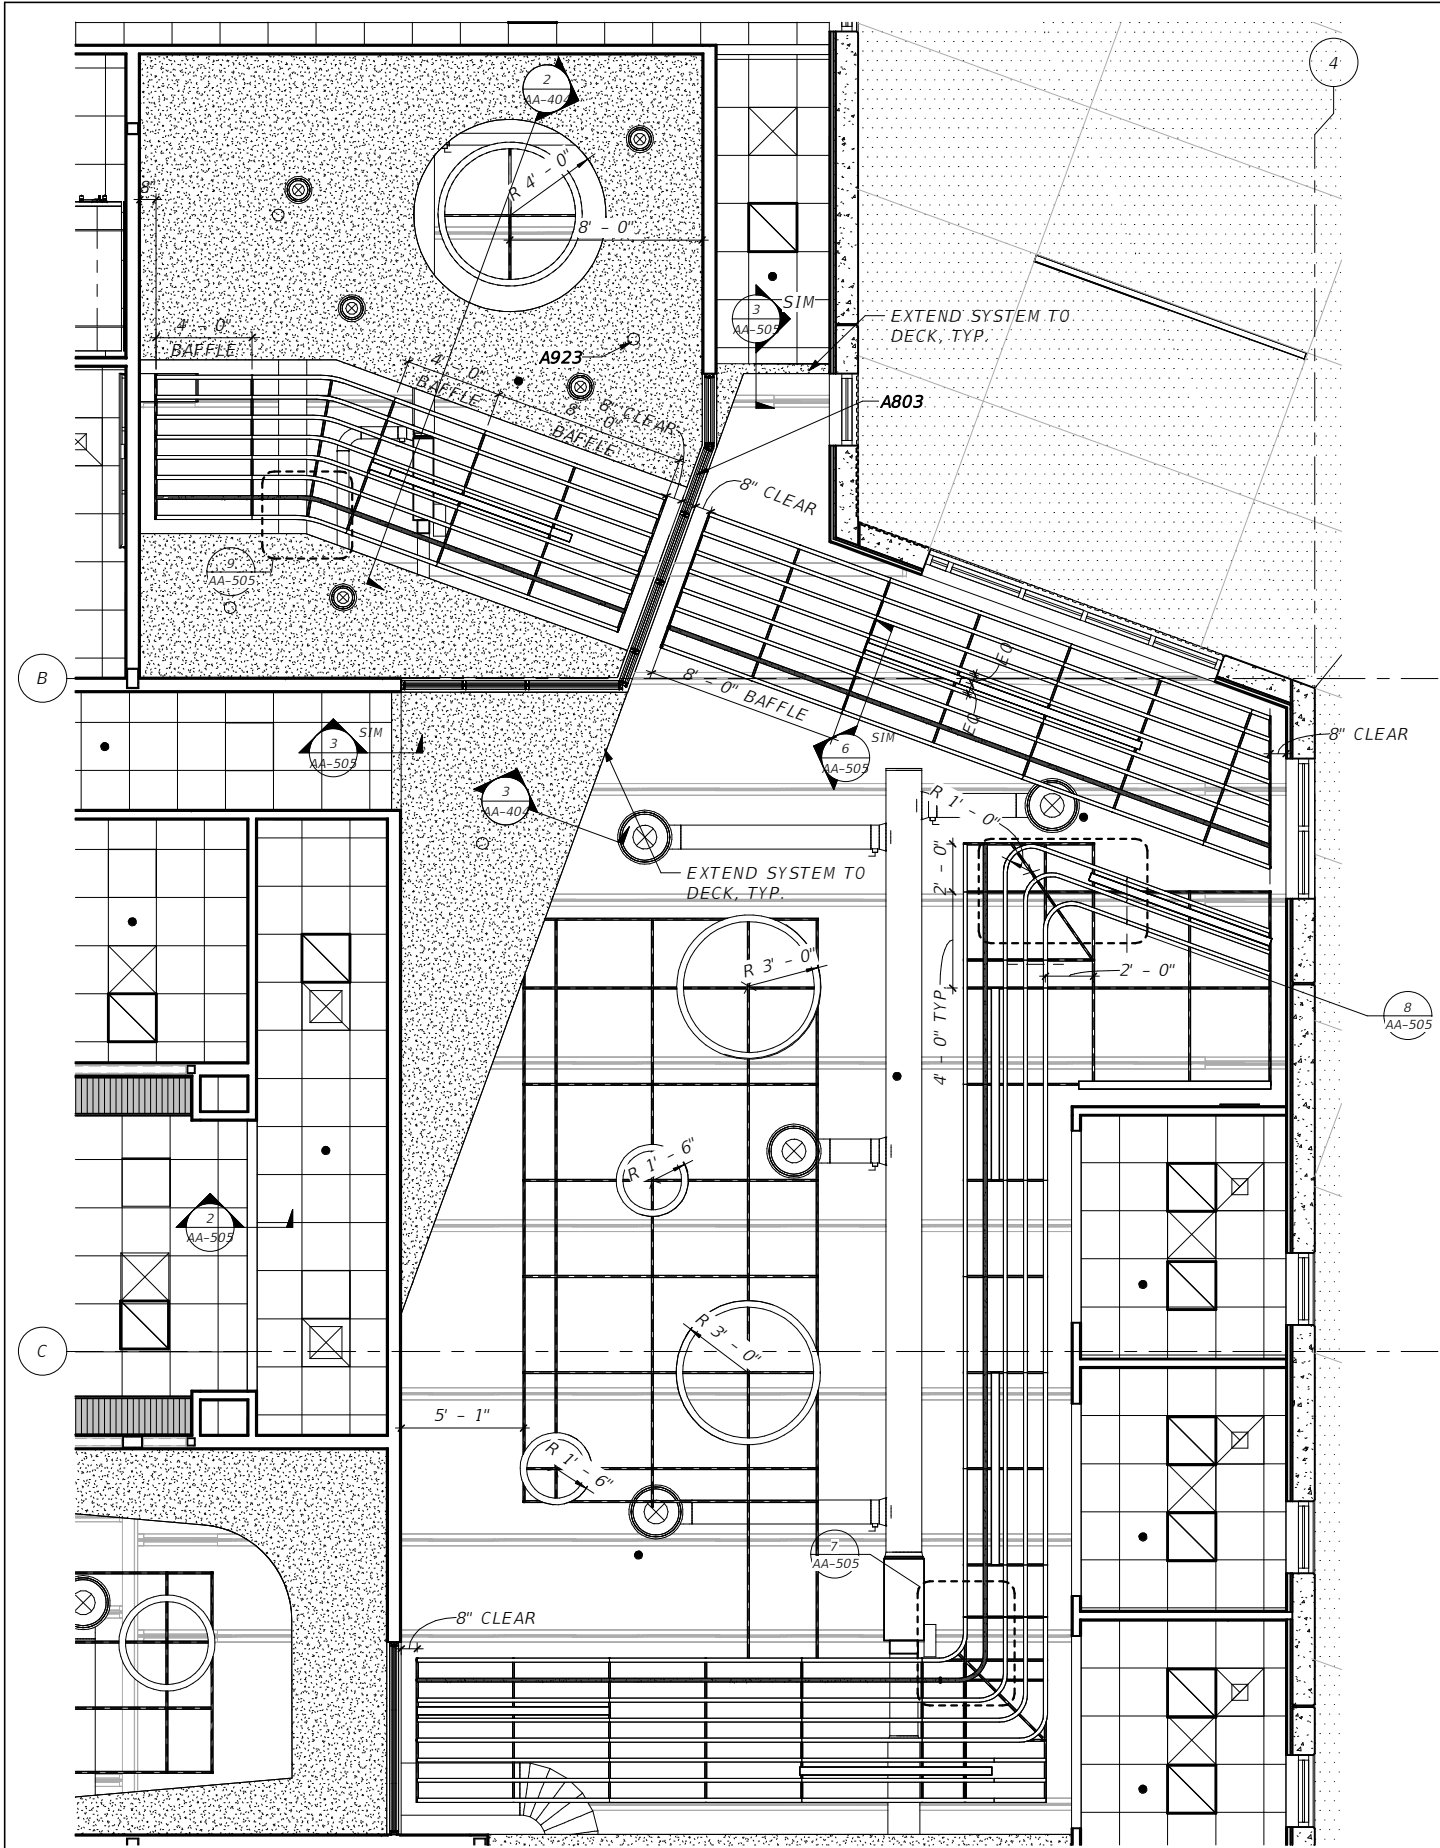 4
2
AA-404
R 4' - 0"
8"
8' - 0"
3
AA-505
SIM
EXTEND SYSTEM TO
DECK, TYP.
4' - 0"
BAFFLE
A923
4' - 0"
BAFFLE
8" CLEAR
8' - 0"
BAFFLE
A803
8" CLEAR
9
AA-505
B
EQ
EQ
8' - 0" BAFFLE
8" CLEAR
3
AA-505
SIM
6
AA-505
SIM
3
AA-404
R 1' - 0"
EXTEND SYSTEM TO
DECK, TYP.
2' - 0"
R 3' - 0"
2' - 0"
4' - 0" TYP.
8
AA-505
R 1' - 6"
2
AA-505
R 3' - 0"
C
5' - 1"
R 1' - 6"
7
AA-505
8" CLEAR